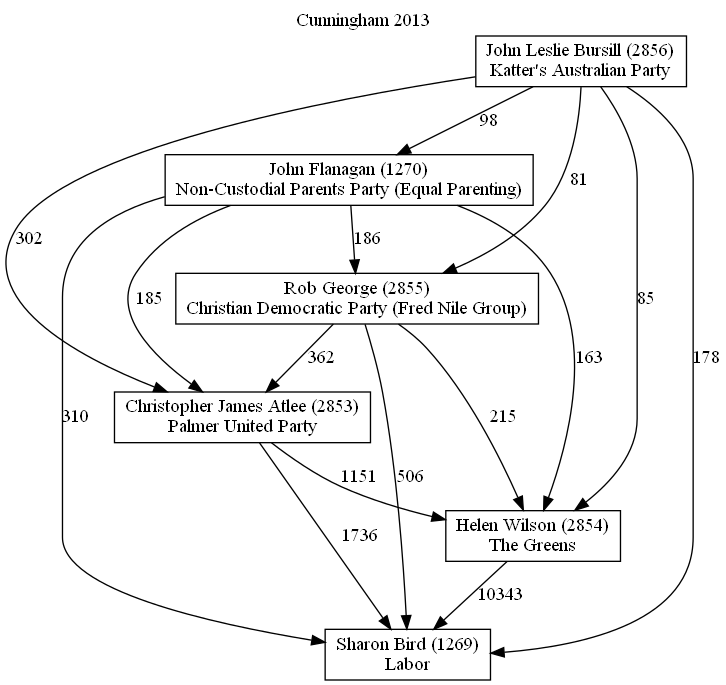 Cunningham 2013
John Leslie Bursill (2856)
Katter's Australian Party
98
John Flanagan (1270)
Non-Custodial Parents Party (Equal Parenting)
81
302
186
Rob George (2855)
Christian Democratic Party (Fred Nile Group)
185
85
362
163
178
Christopher James Atlee (2853)
Palmer United Party
310
215
1151
506
Helen Wilson (2854)
The Greens
1736
10343
Sharon Bird (1269)
Labor